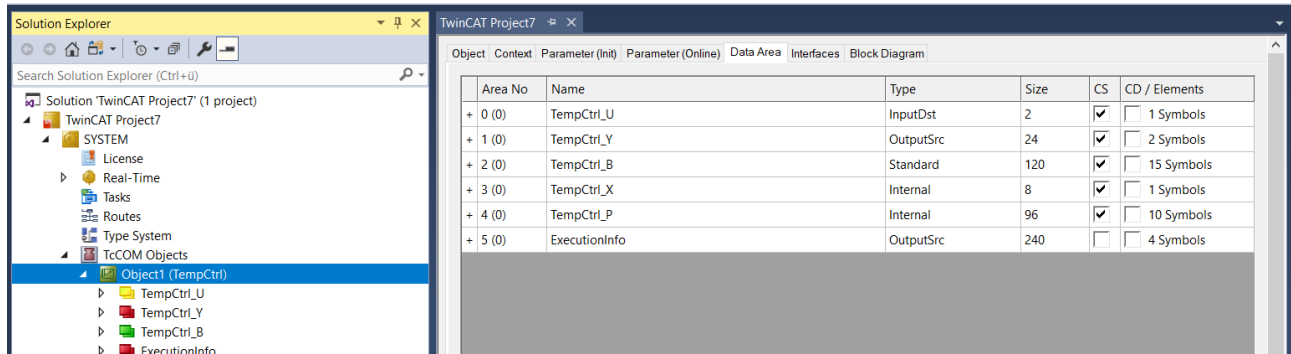 Solution Explorer
Search Solution Explorer (Ctrl+ü)
Solution 'TwinCAT Project7' (1 project)
TwinCAT Project7
SYSTEM
License
Real-Time
Tasks
Routes
Type System
TcCOM Objects
Object1 (TempCtrl)
TempCtrl_U
TempCtrl_Y
TempCtrl_B
ExecutionInfo
TwinCAT Project7
Object Context Parameter (Init) Parameter (Online) Data Area Interfaces Block Diagram
Area No Name Type Size CS CD / Elements
+ 0 (0) TempCtrl_U InputDst 2 1 Symbols
+ 1 (0) TempCtrl_Y OutputSrc 24 2 Symbols
+ 2 (0) TempCtrl_B Standard 120 15 Symbols
+ 3 (0) TempCtrl_X Internal 8 1 Symbols
+ 4 (0) TempCtrl_P Internal 96 10 Symbols
+ 5 (0) ExecutionInfo OutputSrc 240 4 Symbols